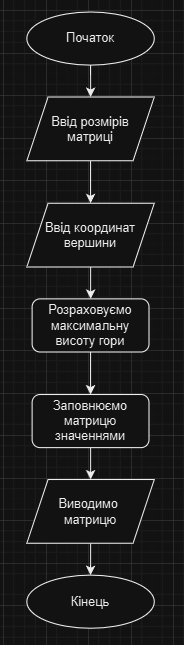 Початок
Ввід розмірів
матриці
Ввід координат
вершини
Розраховуємо
максимальну
висоту гори
Заповнюємо
матрицю
значеннями
Виводимо
матрицю
Кінець